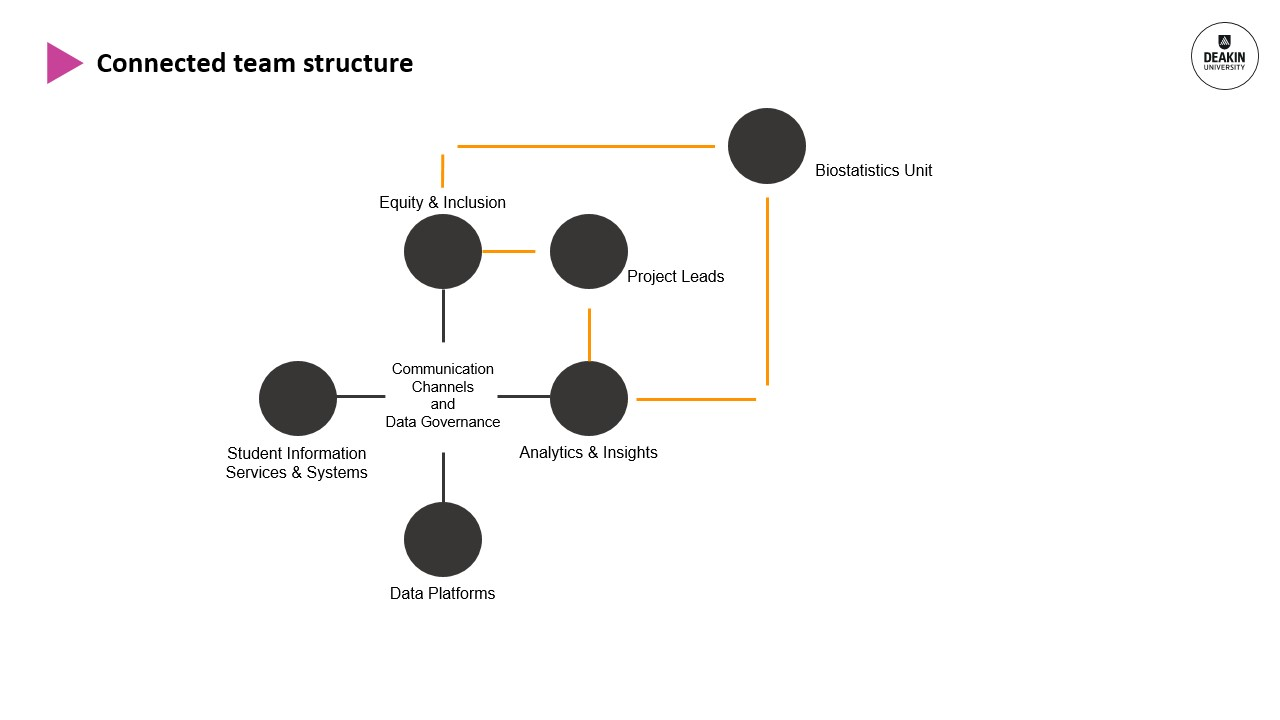 Connected team structure
DEAKIN
UNIVERSITY
Biostatistics Unit
Equity & Inclusion
Project Leads
Communication
Channels
and
Data Governance
Student Information
Services & Systems
Analytics & Insights
Data Platforms